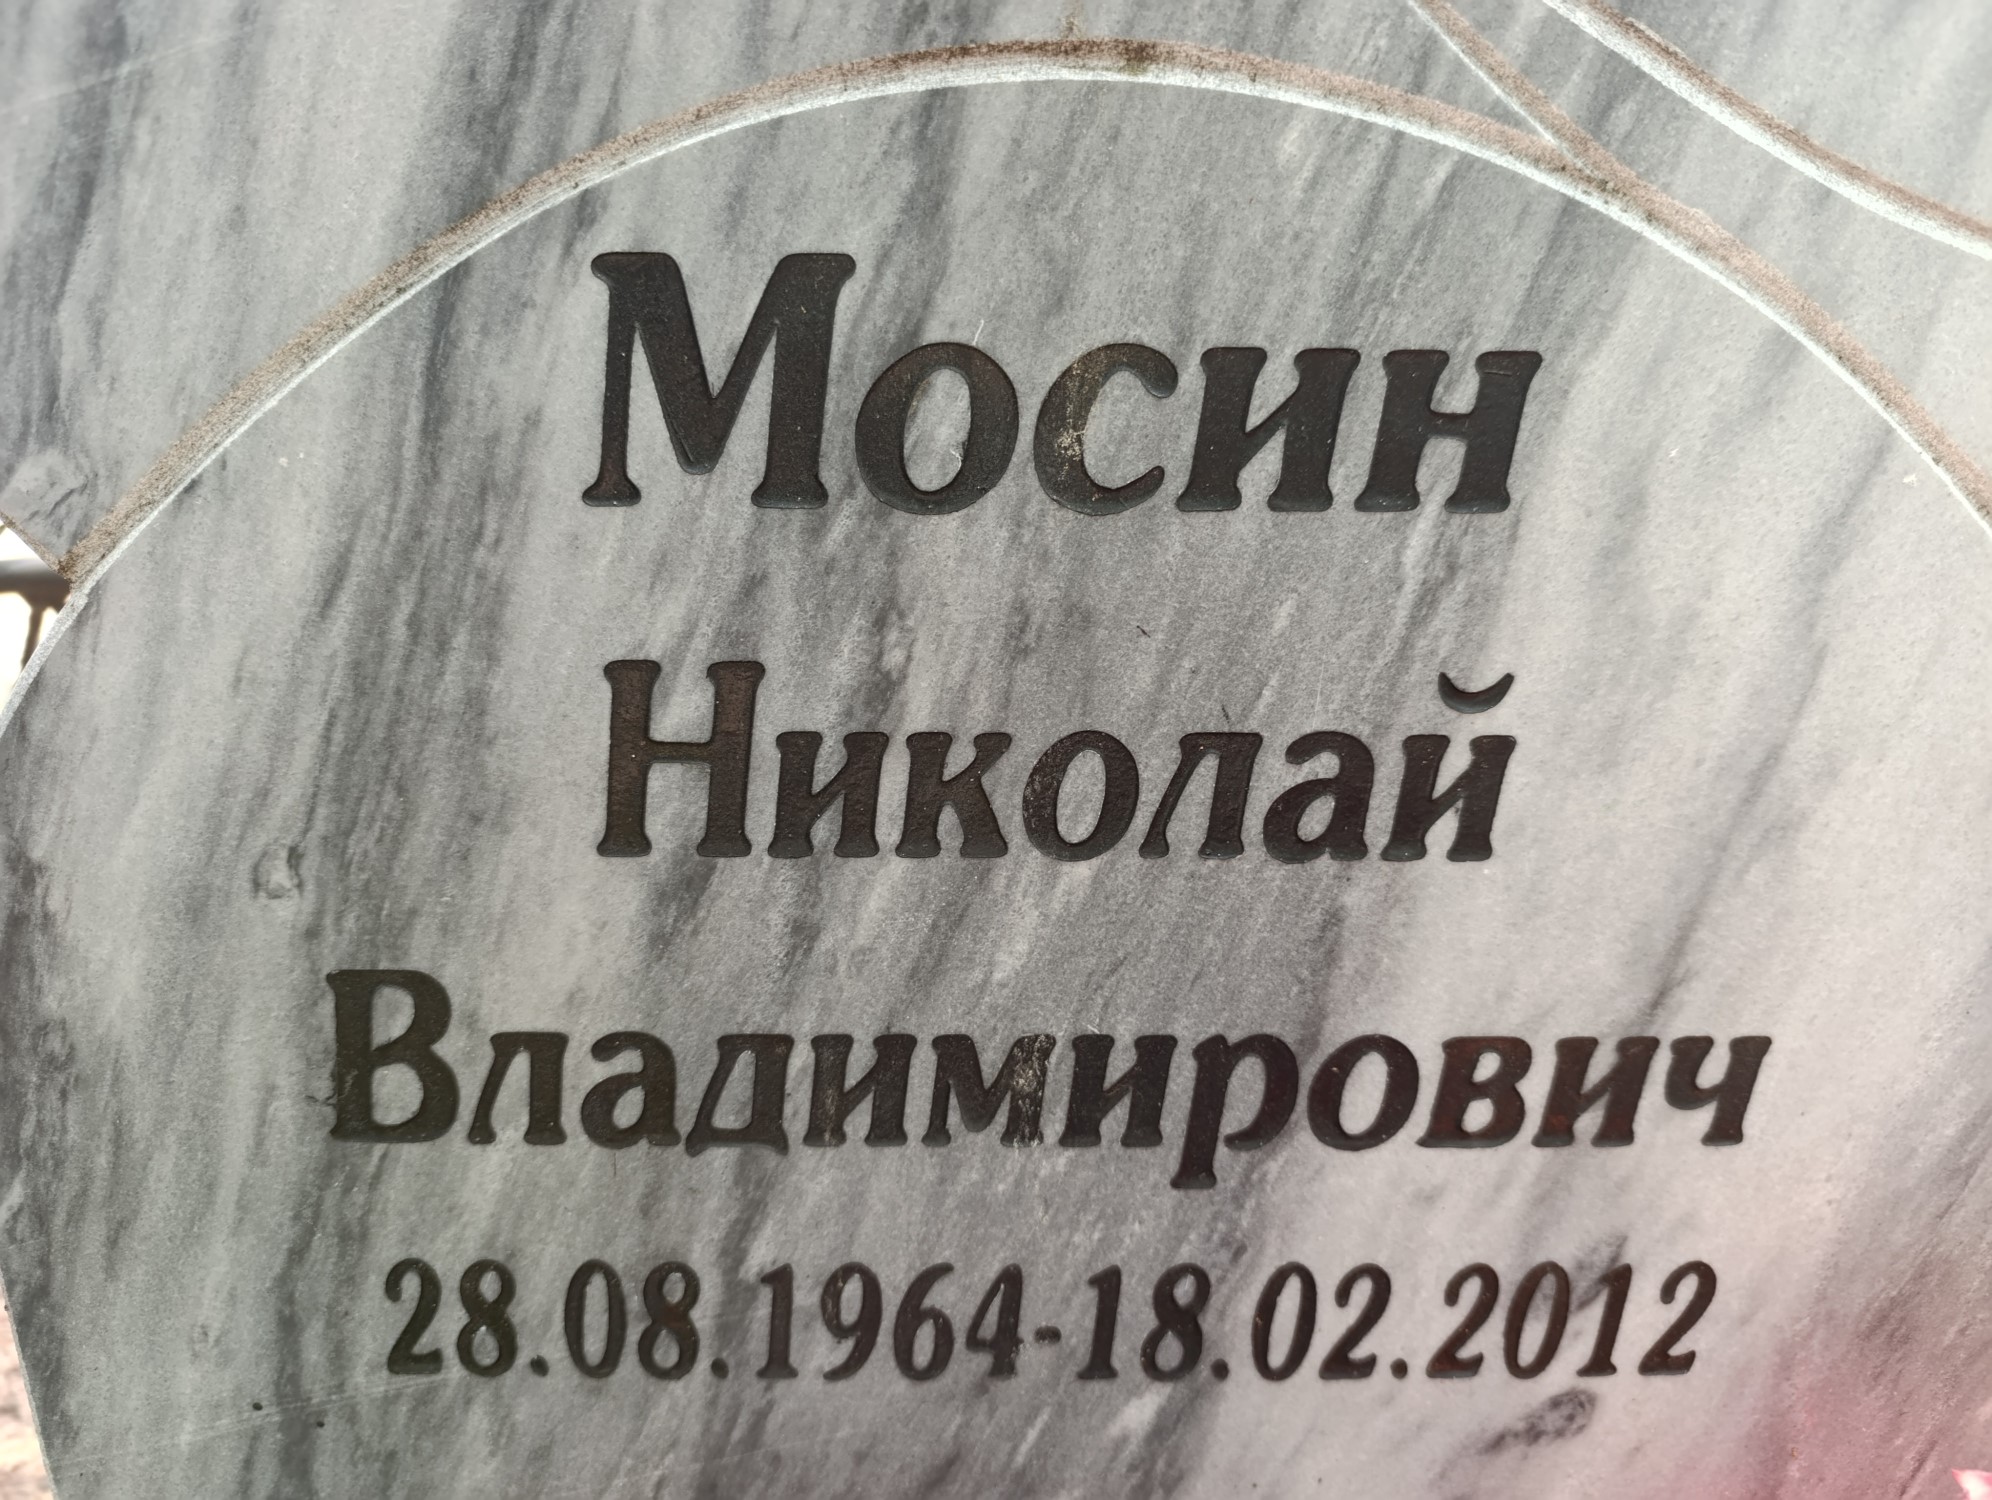 Мосин
Николай
Владимирович
28.08.1964-18.02.2012